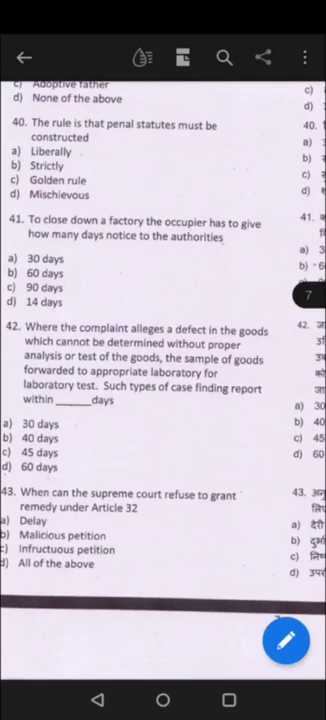 c) Adoptive father
d) None of the above
40. The rule is that penal statutes must be
constructed
a) Liberally
b) Strictly
c) Golden rule
d) Mischievous
41. To close down a factory the occupier has to give
how many days notice to the authorities
a) 30 days
b) 60 days
c) 90 days
d) 14 days
42. Where the complaint alleges a defect in the goods
which cannot be determined without proper
analysis or test of the goods, the sample of goods
forwarded to appropriate laboratory for
laboratory test. Such types of case finding report
within ______days
a) 30 days
b) 40 days
c) 45 days
d) 60 days
43. When can the supreme court refuse to grant
remedy under Article 32
a) Delay
b) Malicious petition
c) Infructuous petition
d) All of the above
c)
d)
40.
a)
b)
c)
d)
41.
a) 3
b) 6
7
42.
a) 30
b) 40
c) 45
d) 60
43. अनु
लिए
a) देरी
b)
c)
d)